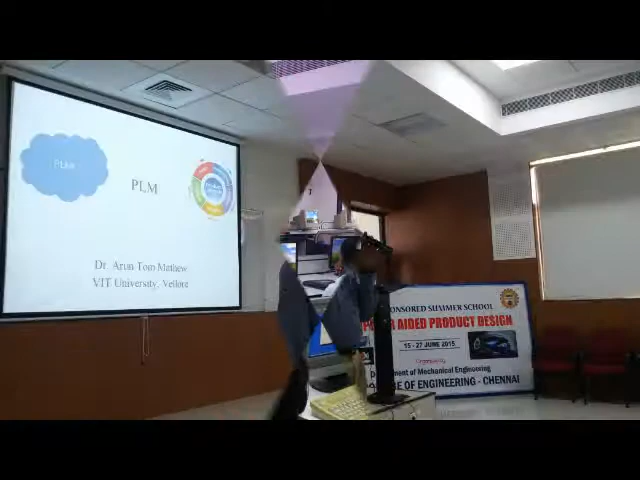 PLM
PLM
Dr. Arun Tom Mathew
VIT University, Vellore
ONSORED SUMMER SCHOOL
AIDED PRODUCT DESIGN
15 - 27 JUNE 2015
Organised by
of Mechanical Engineering
OF ENGINEERING - CHENNAI